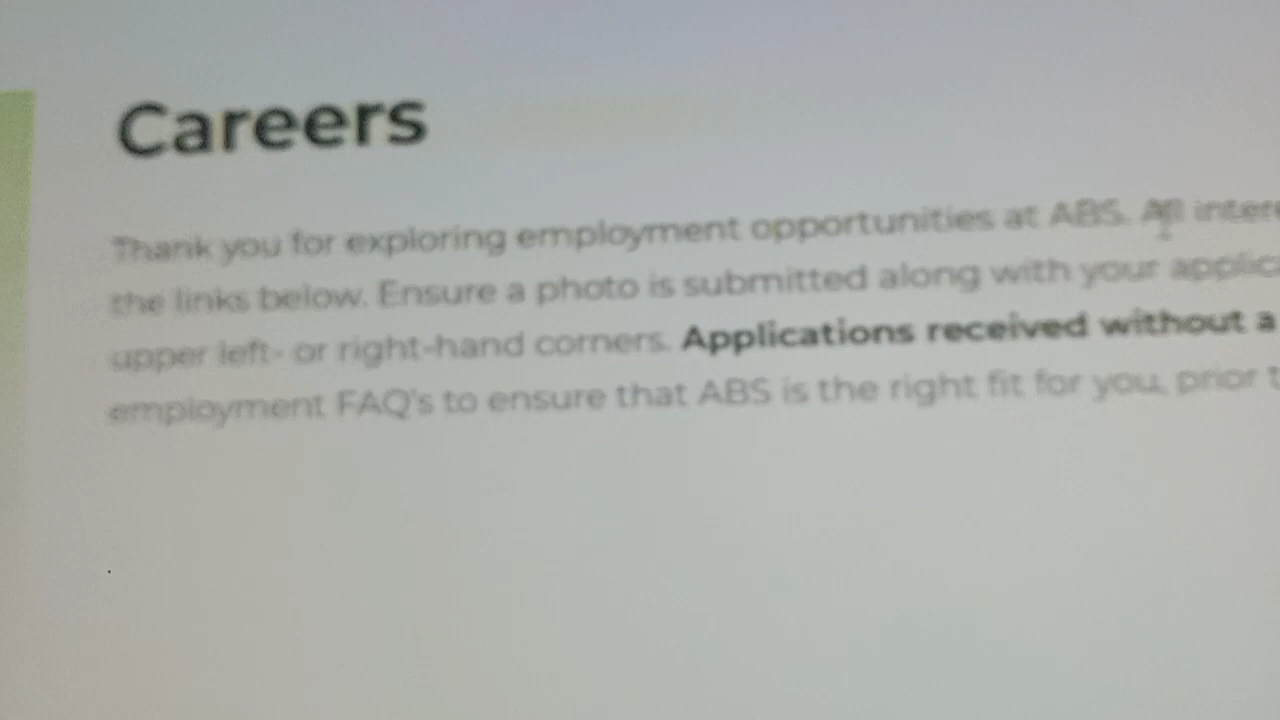 Careers
Thank you for exploring employment opportunities at ABS. All
the links below. Ensure a photo is submitted along with your
upper left- or right-hand corners. Applications received without a
employment FAQ's to ensure that ABS is the right fit for you, prior